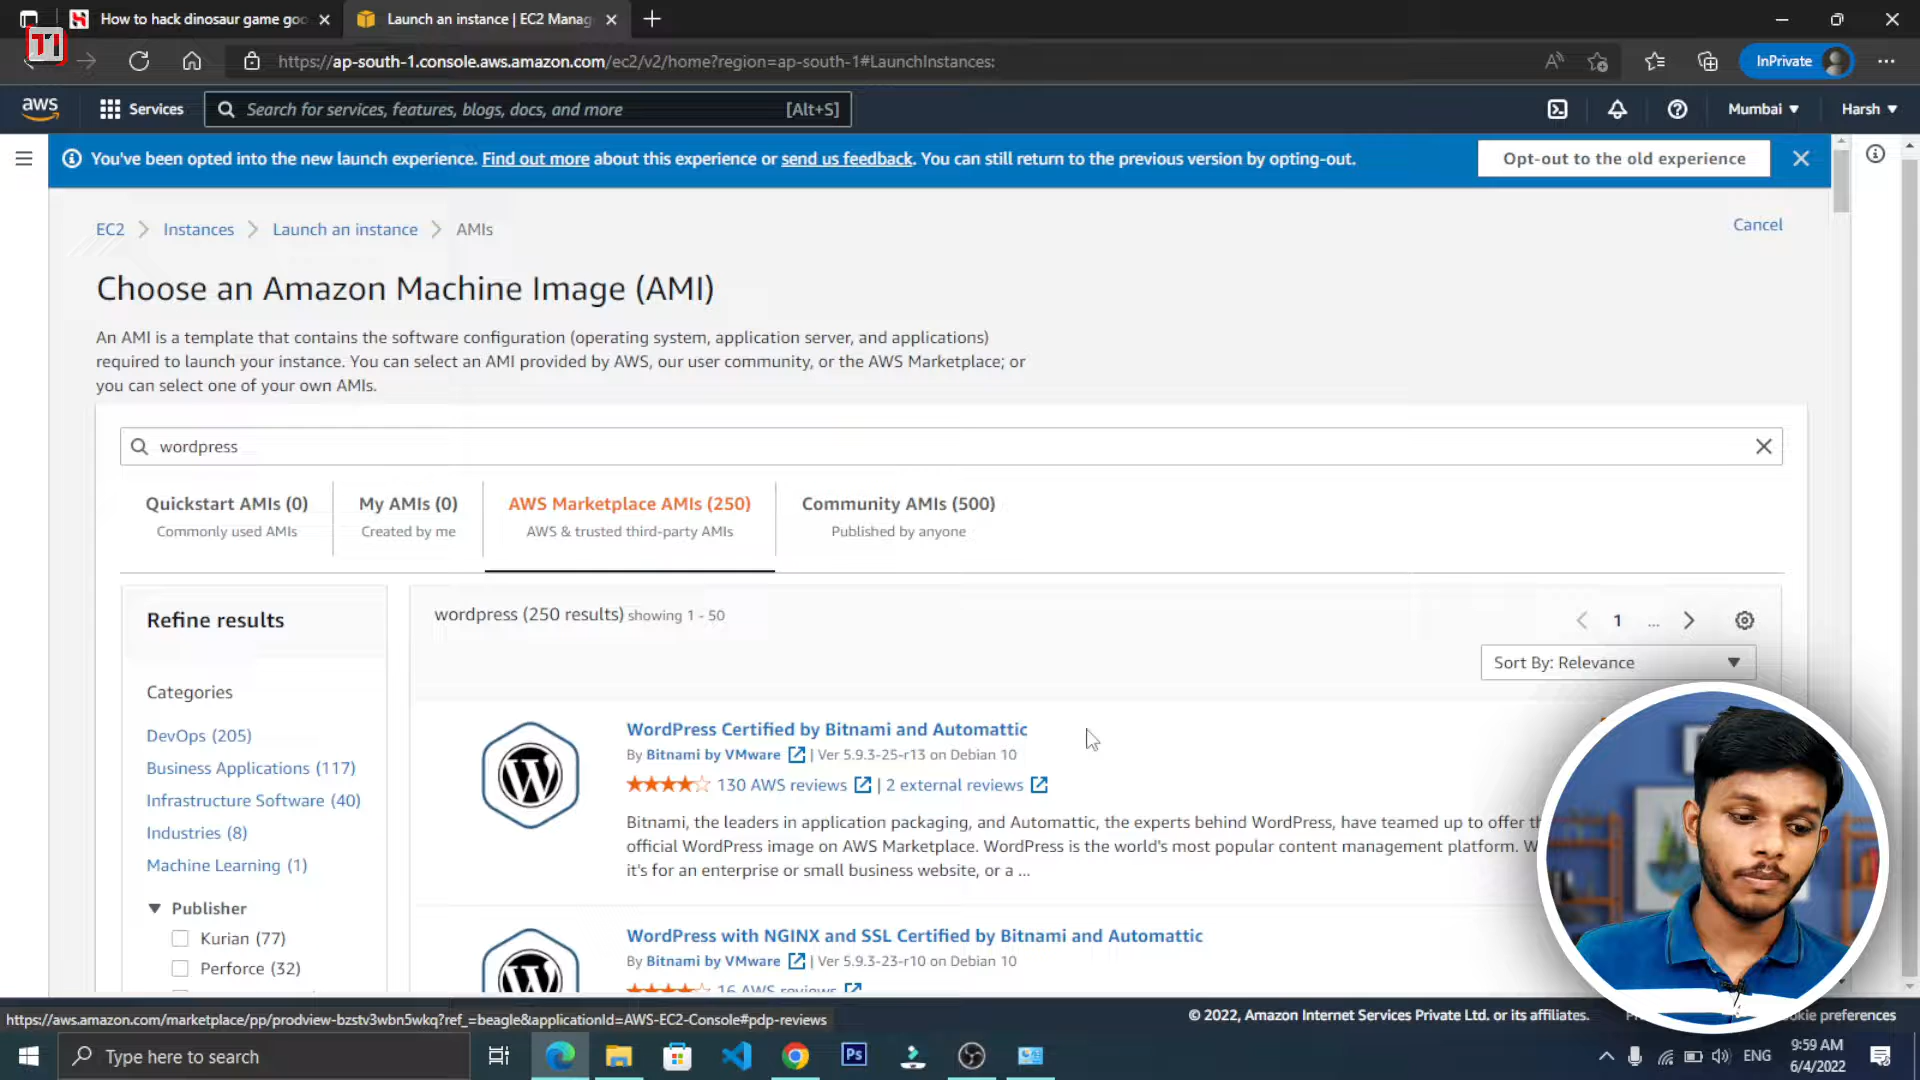 How to hack dinosaur game goo
Launch an instance | EC2 Manag
https://ap-south-1.console.aws.amazon.com/ec2/v2/home?region=ap-south-1#LaunchInstances:
InPrivate
aws
Services
Search for services, features, blogs, docs, and more
[Alt+S]
Mumbai
Harsh
You've been opted into the new launch experience. Find out more about this experience or send us feedback. You can still return to the previous version by opting-out.
Opt-out to the old experience
EC2
Instances
Launch an instance
AMIs
Cancel
Choose an Amazon Machine Image (AMI)
An AMI is a template that contains the software configuration (operating system, application server, and applications)
required to launch your instance. You can select an AMI provided by AWS, our user community, or the AWS Marketplace; or
you can select one of your own AMIs.
wordpress
Quickstart AMIs (0)
Commonly used AMIs
My AMIs (0)
Created by me
AWS Marketplace AMIs (250)
AWS & trusted third-party AMIs
Community AMIs (500)
Published by anyone
Refine results
Categories
DevOps (205)
Business Applications (117)
Infrastructure Software (40)
Industries (8)
Machine Learning (1)
Publisher
Kurian (77)
Perforce (32)
wordpress (250 results) showing 1 - 50
1 ...
Sort By: Relevance
WordPress Certified by Bitnami and Automattic
By Bitnami by VMware | Ver 5.9.3-25-r13 on Debian 10
130 AWS reviews | 2 external reviews
Bitnami, the leaders in application packaging, and Automattic, the experts behind WordPress, have teamed up to offer
official WordPress image on AWS Marketplace. WordPress is the world's most popular content management platform.
it's for an enterprise or small business website, or a ...
WordPress with NGINX and SSL Certified by Bitnami and Automattic
By Bitnami by VMware | Ver 5.9.3-23-r10 on Debian 10
16 AWS reviews
https://aws.amazon.com/marketplace/pp/prodview-bzstv3wbn5wkq?ref_=beagle&applicationId=AWS-EC2-Console#pdp-reviews
© 2022, Amazon Internet Services Private Ltd. or its affiliates.
preferences
Type here to search
Ps
ENG
9:59 AM
6/4/2022